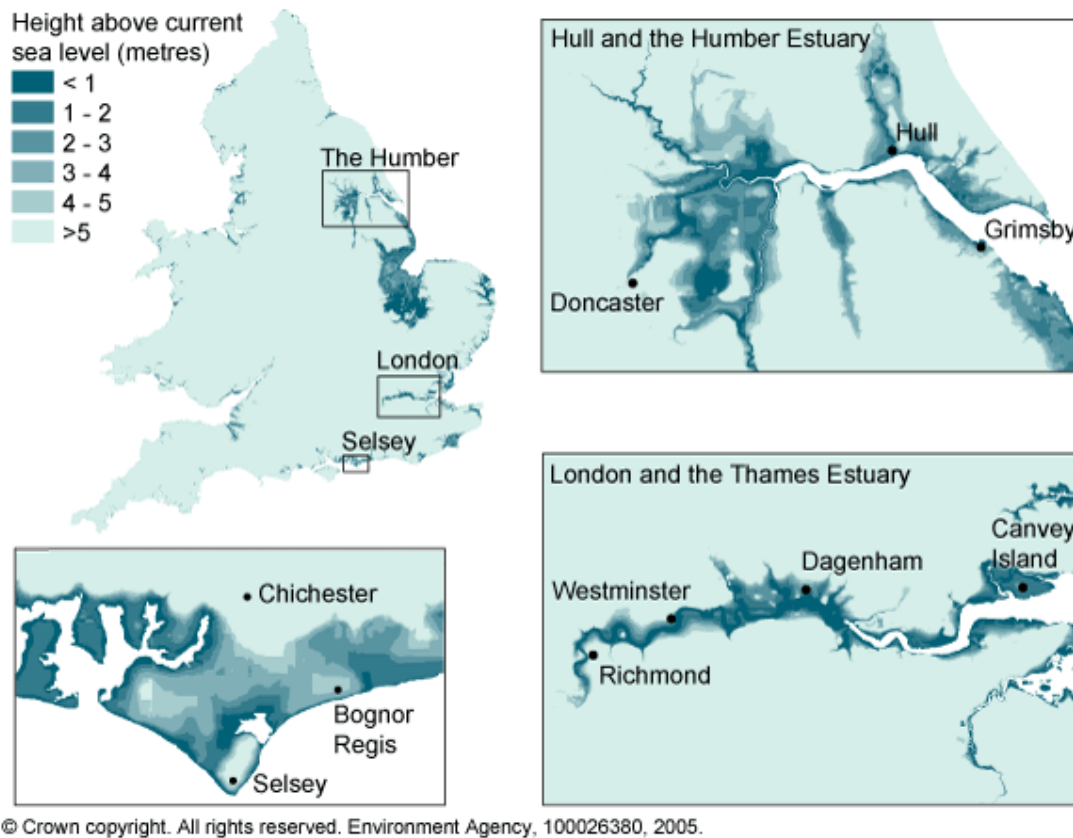 Height above current
sea level (metres)
< 1
1 - 2
2 - 3
3 - 4
4 - 5
>5
The Humber
London
Selsey
Hull and the Humber Estuary
Hull
Grimsby
Doncaster
London and the Thames Estuary
Canvey
Island
Dagenham
Westminster
Richmond
Chichester
Bognor
Regis
Selsey
© Crown copyright. All rights reserved. Environment Agency, 100026380, 2005.